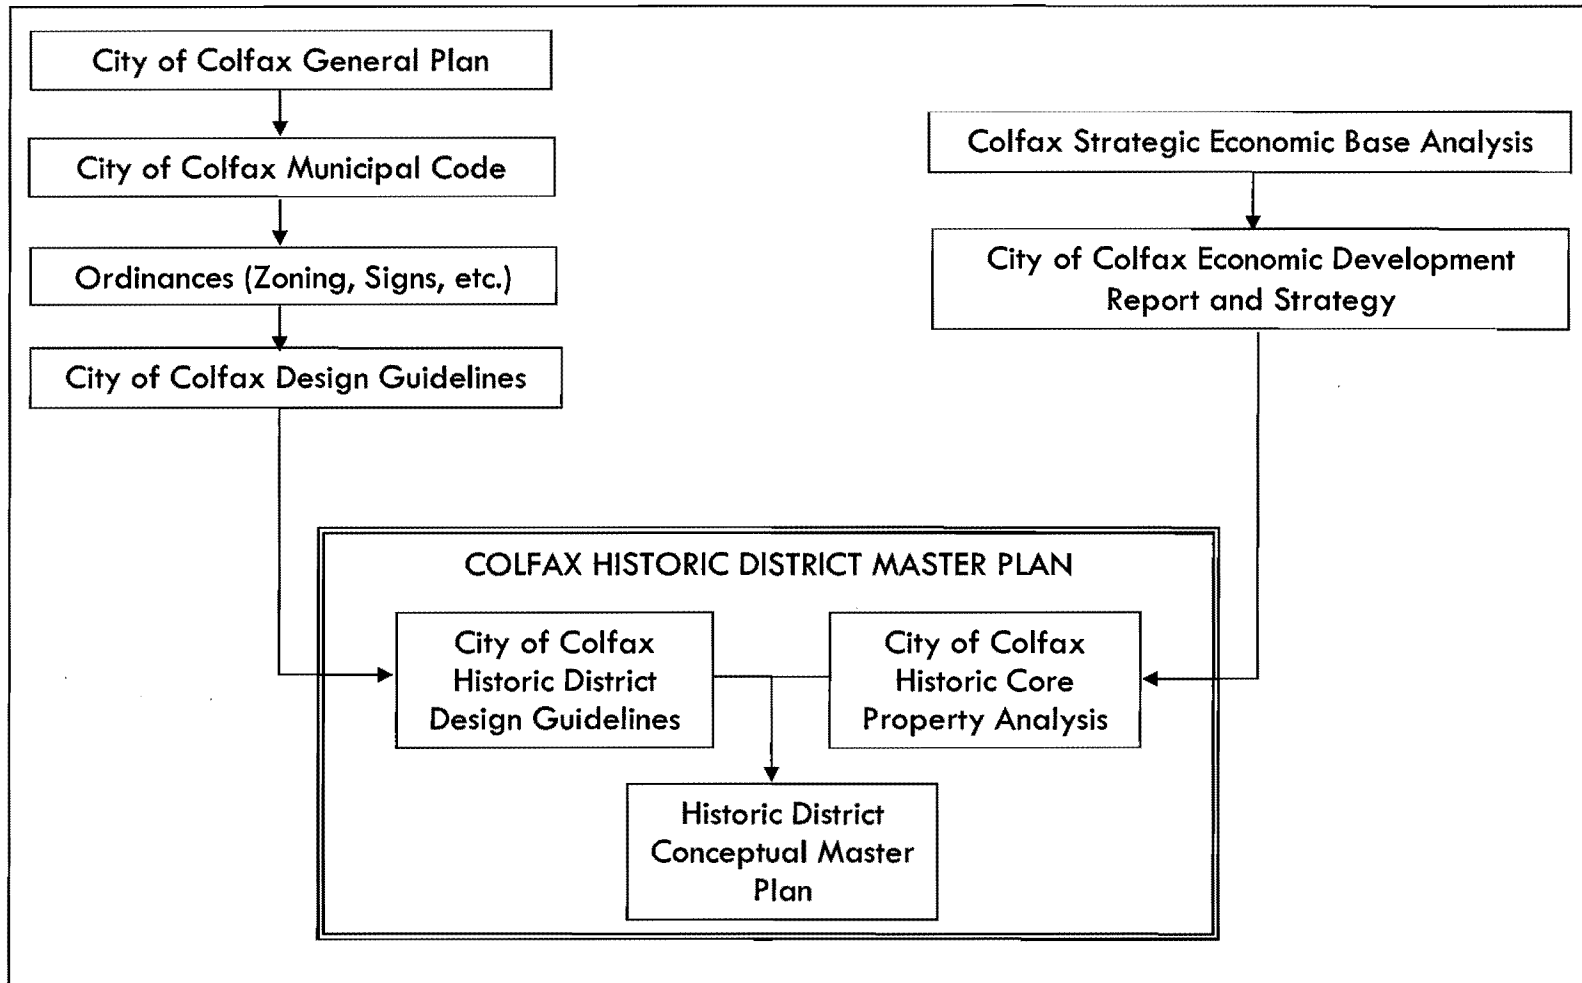 City of Colfax General Plan
City of Colfax Municipal Code
Ordinances (Zoning, Signs, etc.)
City of Colfax Design Guidelines
Colfax Strategic Economic Base Analysis
City of Colfax Economic Development
Report and Strategy
COLFAX HISTORIC DISTRICT MASTER PLAN
City of Colfax
Historic District
Design Guidelines
City of Colfax
Historic Core
Property Analysis
Historic District
Conceptual Master
Plan